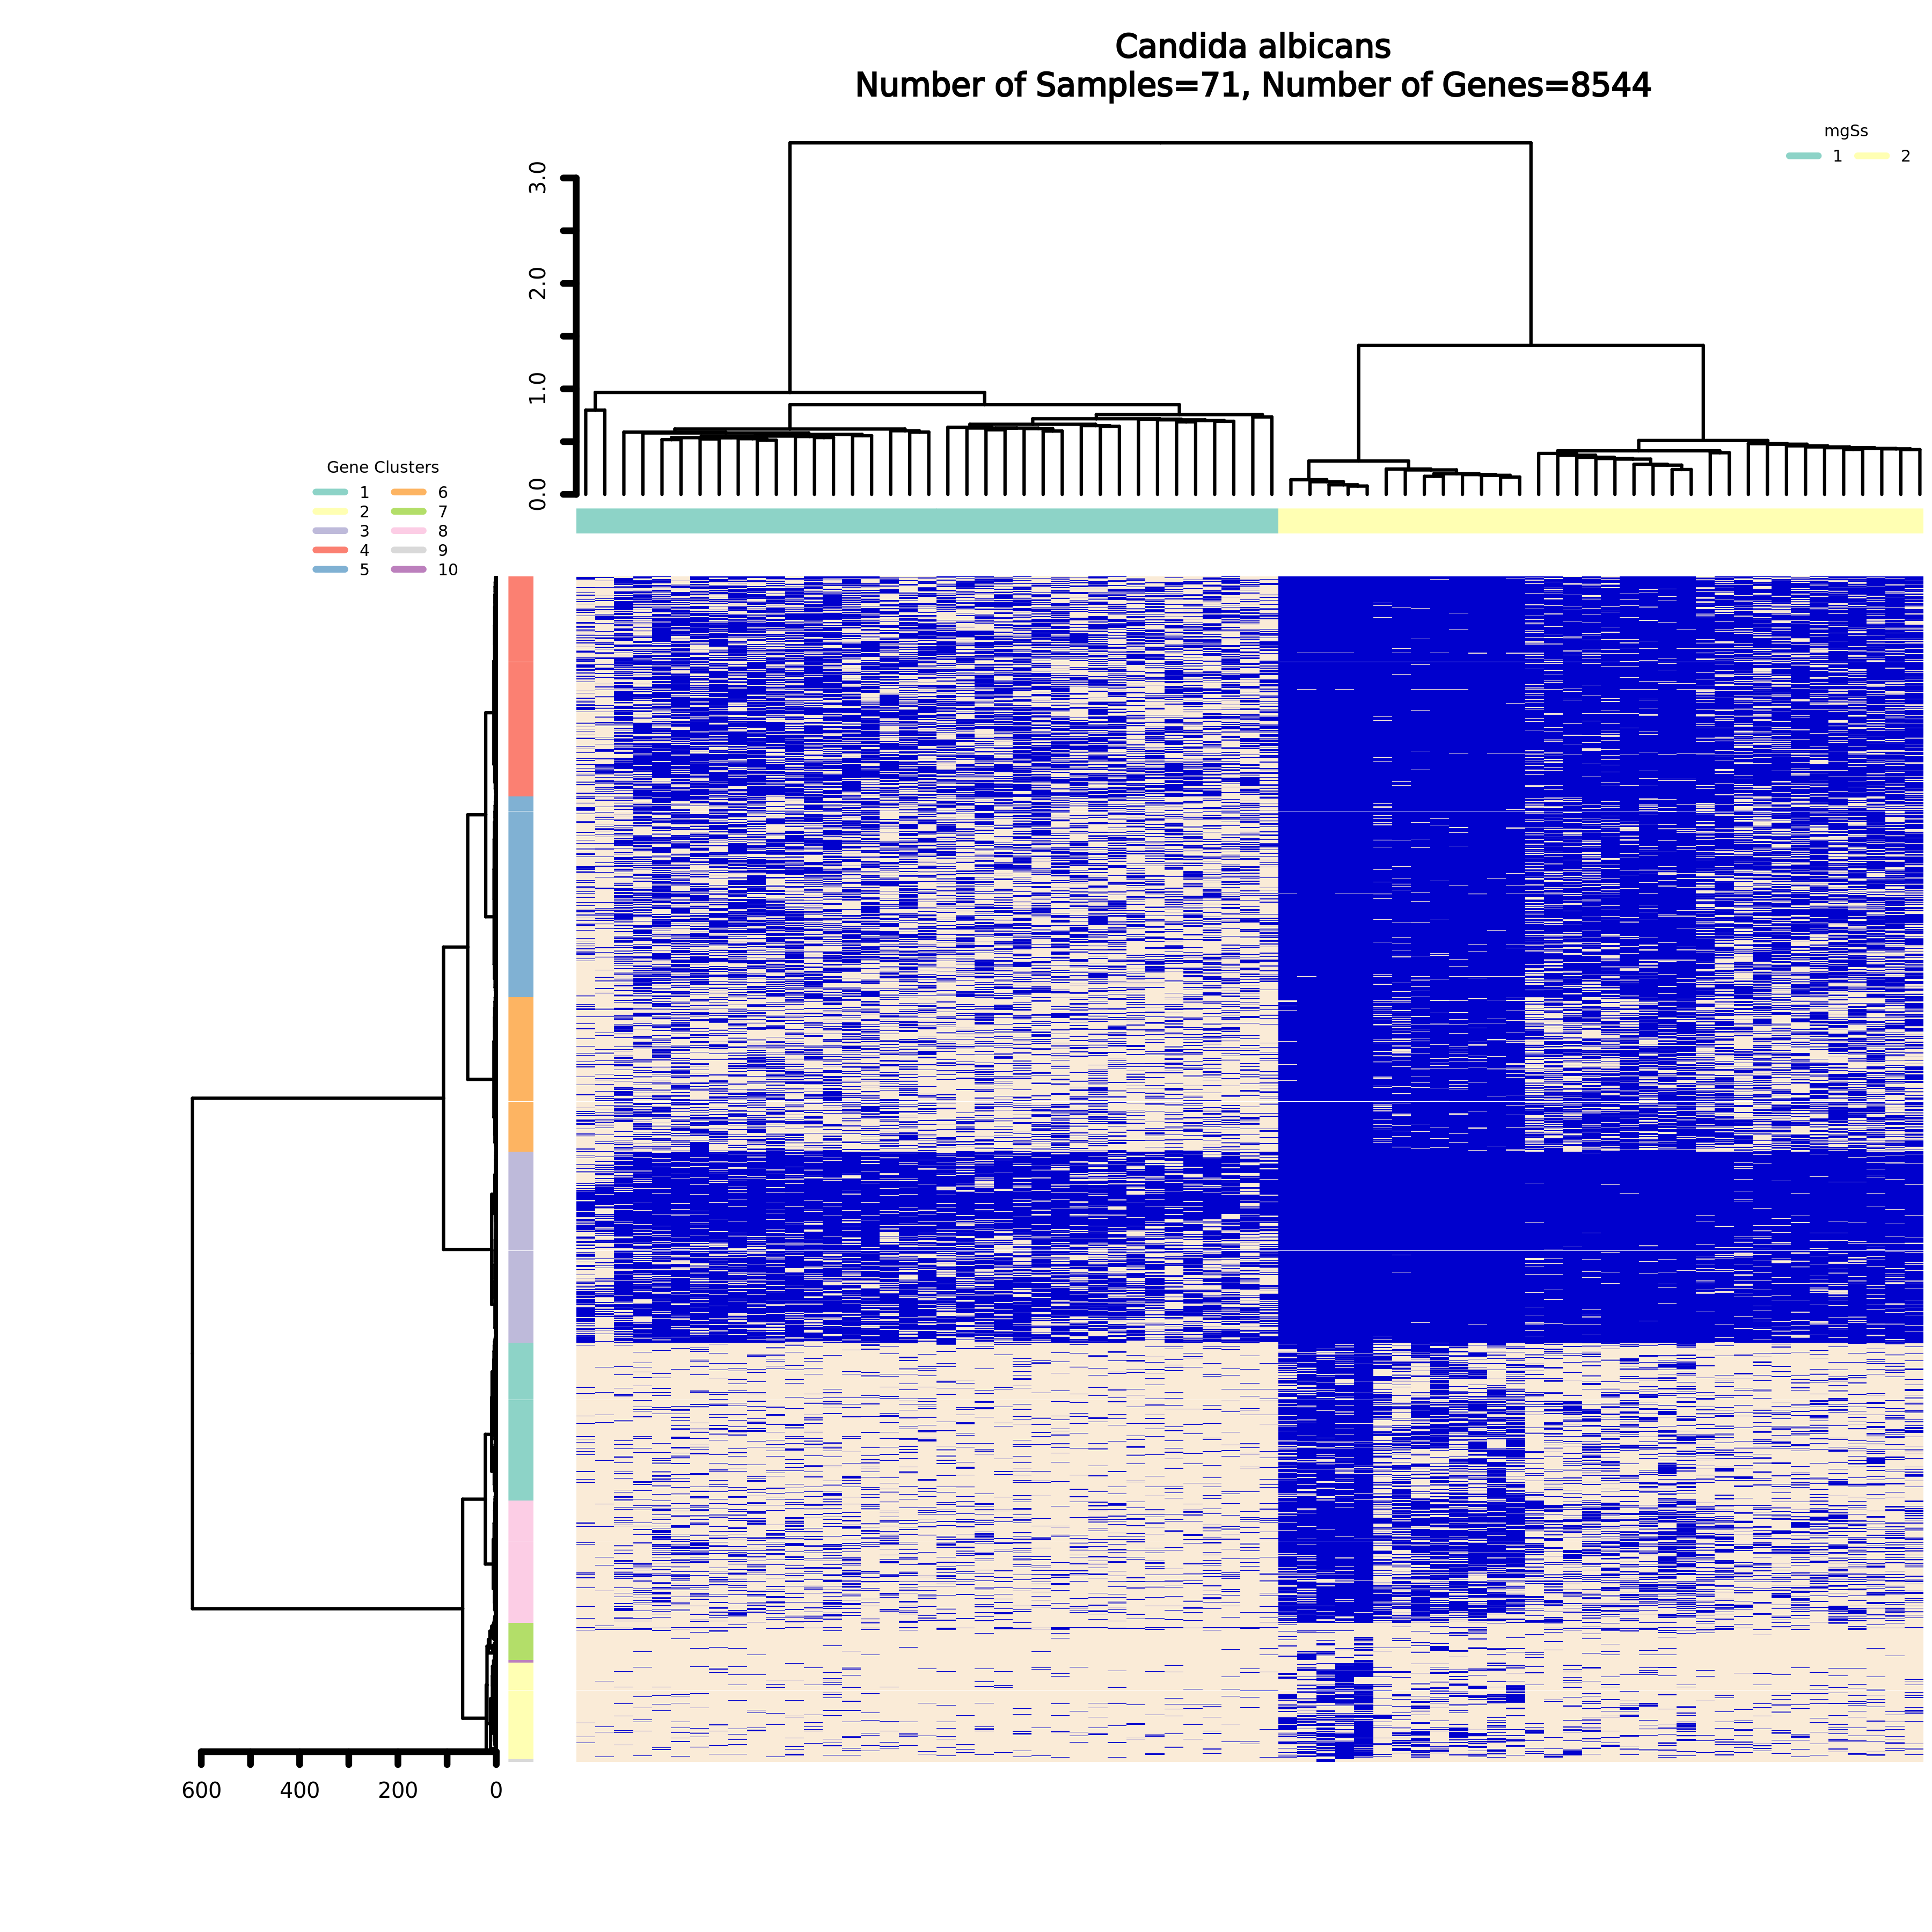 Candida albicans
Number of Samples=71, Number of Genes=8544
mgSs
1 2
3.0
2.0
1.0
0.0
Gene Clusters
1 6
2 7
3 8
4 9
5 10
600 400 200 0